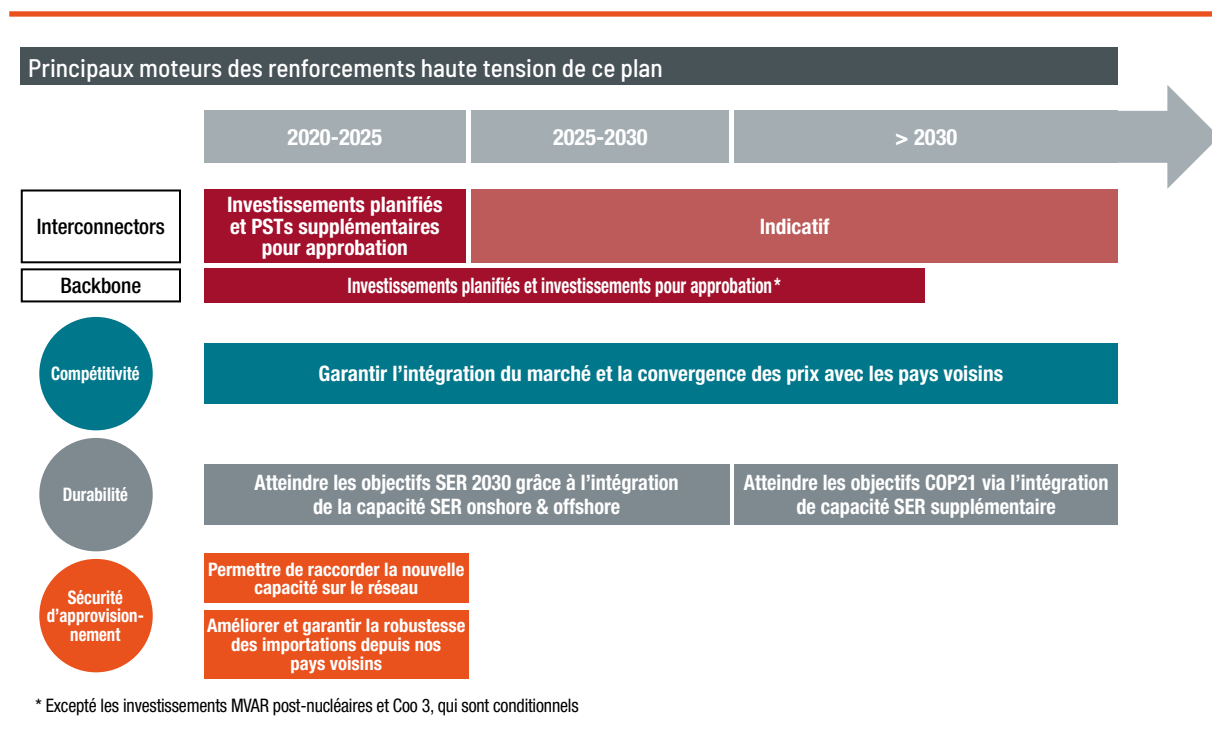 Principaux moteurs des renforcements haute tension de ce plan
2020-2025
2025-2030
> 2030
Interconnectors
Investissements planifiés
et PSTs supplémentaires
pour approbation
Indicatif
Backbone
Investissements planifiés et investissements pour approbation*
Compétitivité
Garantir l’intégration du marché et la convergence des prix avec les pays voisins
Durabilité
Atteindre les objectifs SER 2030 grâce à l’intégration
de la capacité SER onshore & offshore
Atteindre les objectifs COP21 via l’intégration
de capacité SER supplémentaire
Sécurité
d’approvision-
nement
Permettre de raccorder la nouvelle
capacité sur le réseau
Améliorer et garantir la robustesse
des importations depuis nos
pays voisins
* Excepté les investissements MVAR post-nucléaires et Coo 3, qui sont conditionnels